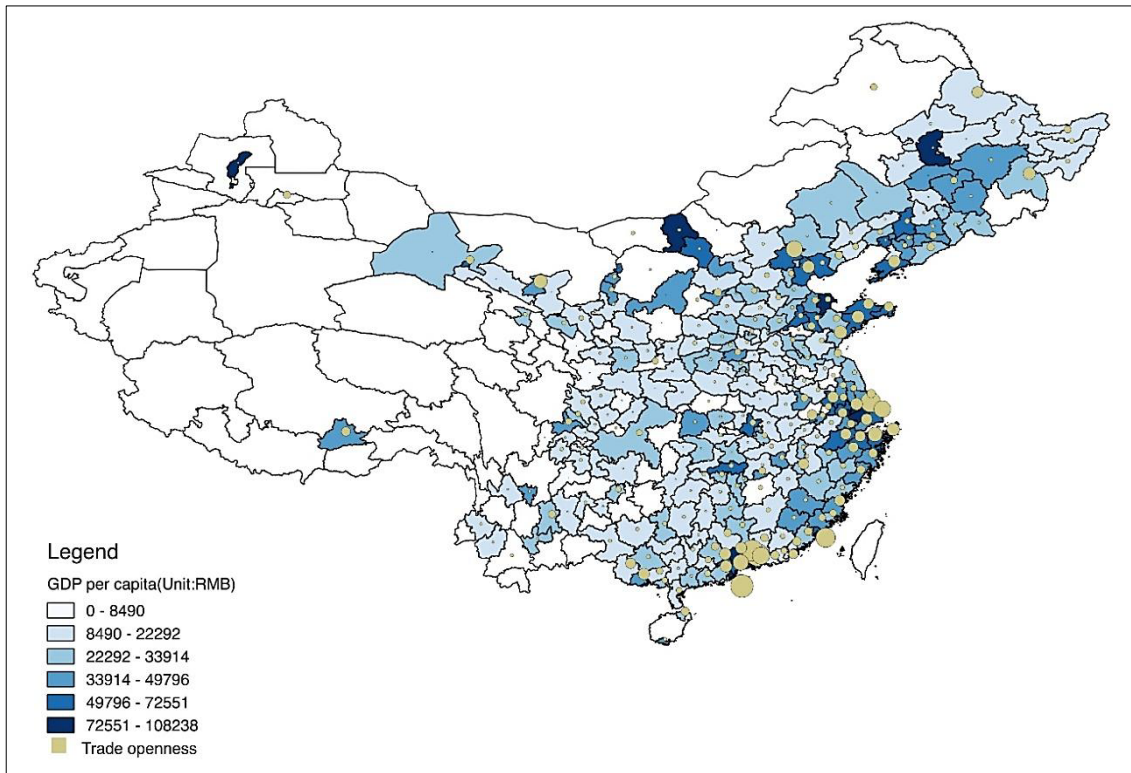 Legend
GDP per capita(Unit:RMB)
0 - 8490
8490 - 22292
22292 - 33914
33914 - 49796
49796 - 72551
72551 - 108238
Trade openness